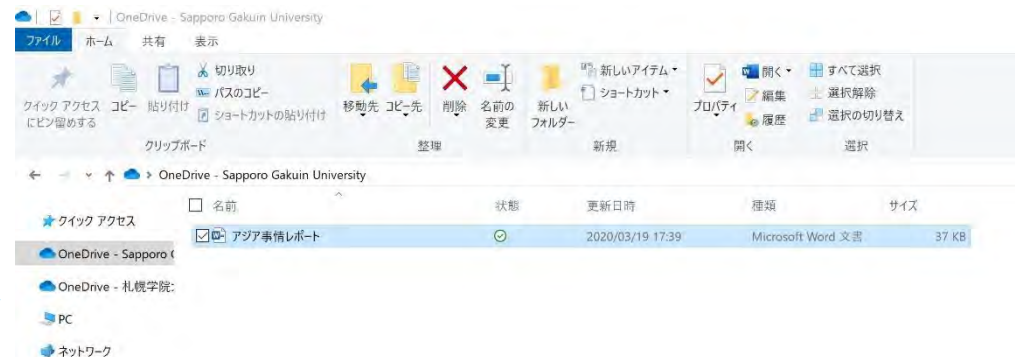 OneDrive - Sapporo Gakuin University
ファイル ホーム 共有 表示
クイック アクセス
にピン留めする
コピー
貼り付け
切り取り
パスのコピー
ショートカットの貼り付け
クリップボード
移動先
コピー先
削除
名前の
変更
整理
新しい
フォルダー
新しいアイテム
ショートカット
新規
プロパティ
開く
編集
履歴
開く
すべて選択
選択解除
選択の切り替え
選択
OneDrive - Sapporo Gakuin University
名前 状態 更新日時 種類 サイズ
アジア事情レポート 2020/03/19 17:39 Microsoft Word 文書 37 KB
クイック アクセス
OneDrive - Sapporo
OneDrive - 札幌学院
PC
ネットワーク